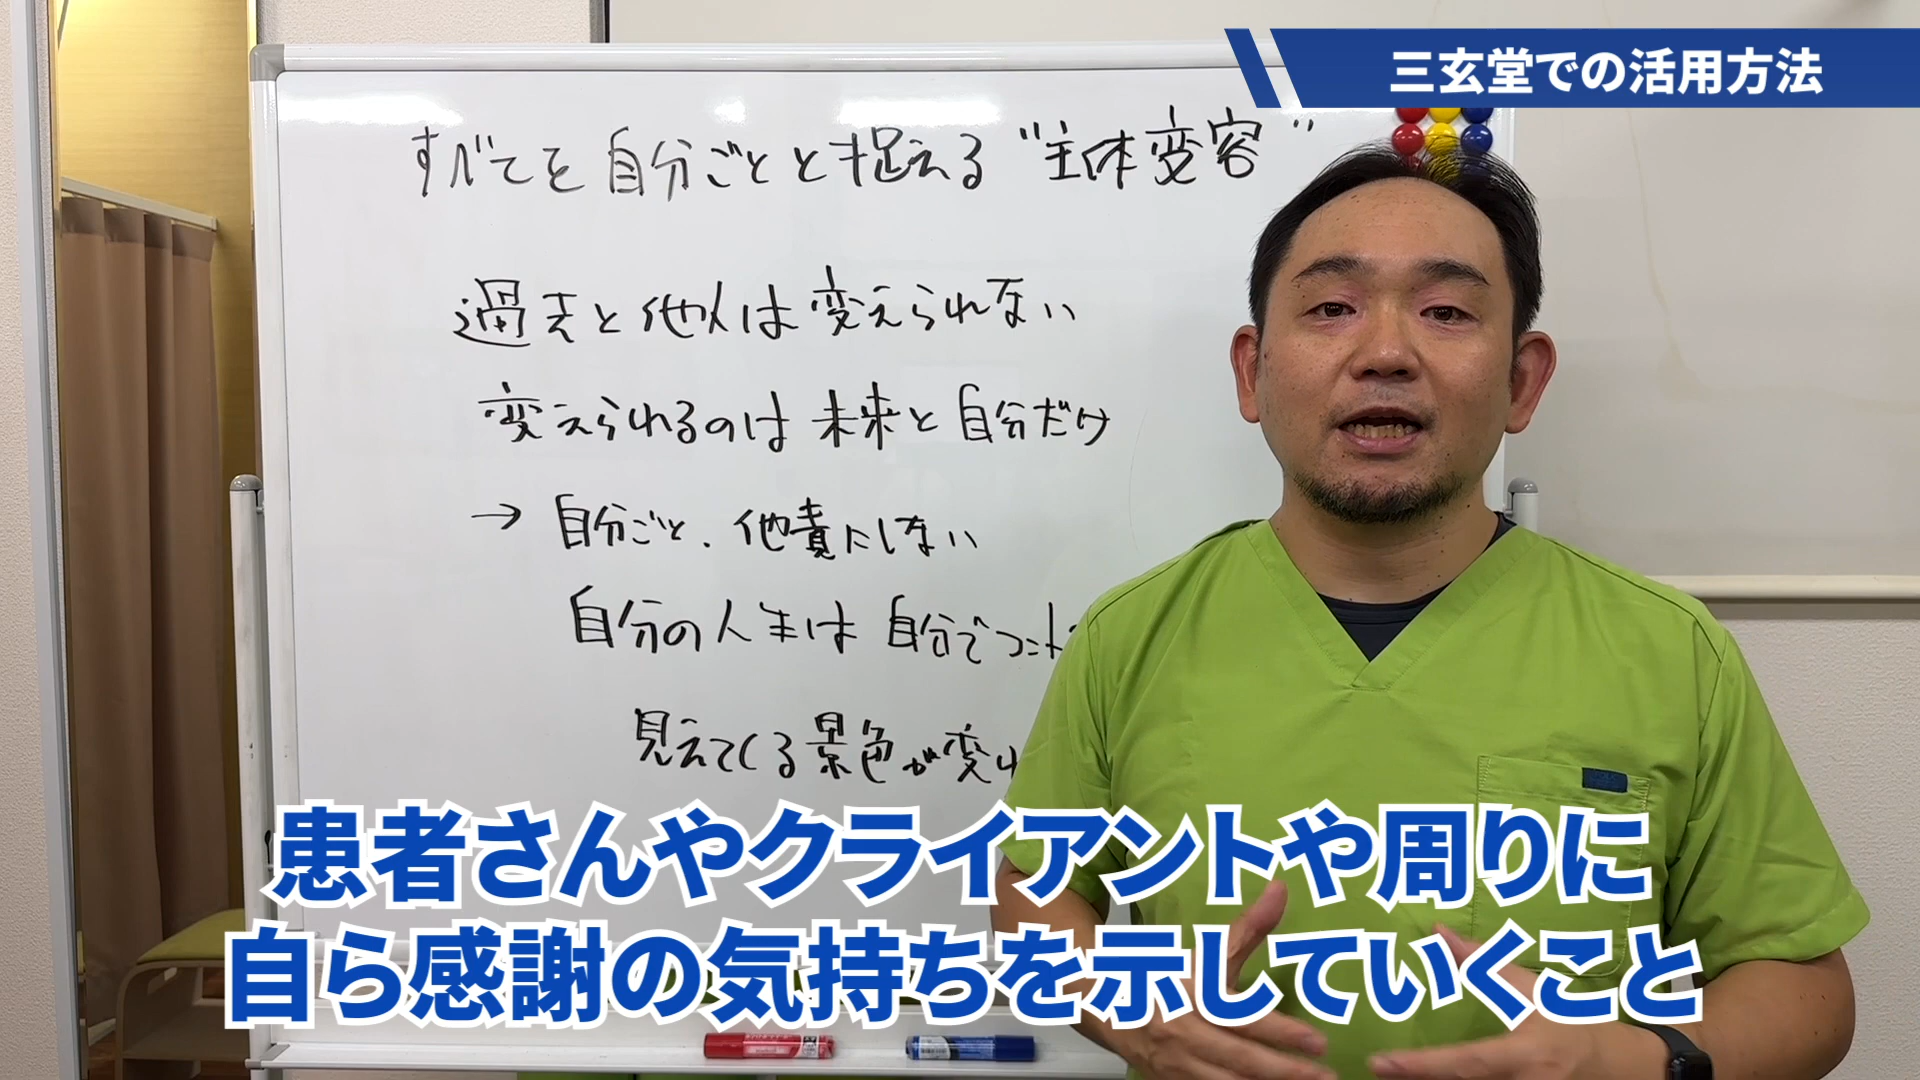 三玄堂での活用方法
すべてを自分ごとと捉える"主体変容"
過去と他人は変えられない
変えられるのは未来と自分だけ
→ 自分ごと、他責にしない
自分の人生は自分でつ
見えてくる景色が変
患者さんやクライアントや周りに
自ら感謝の気持ちを示していくこと